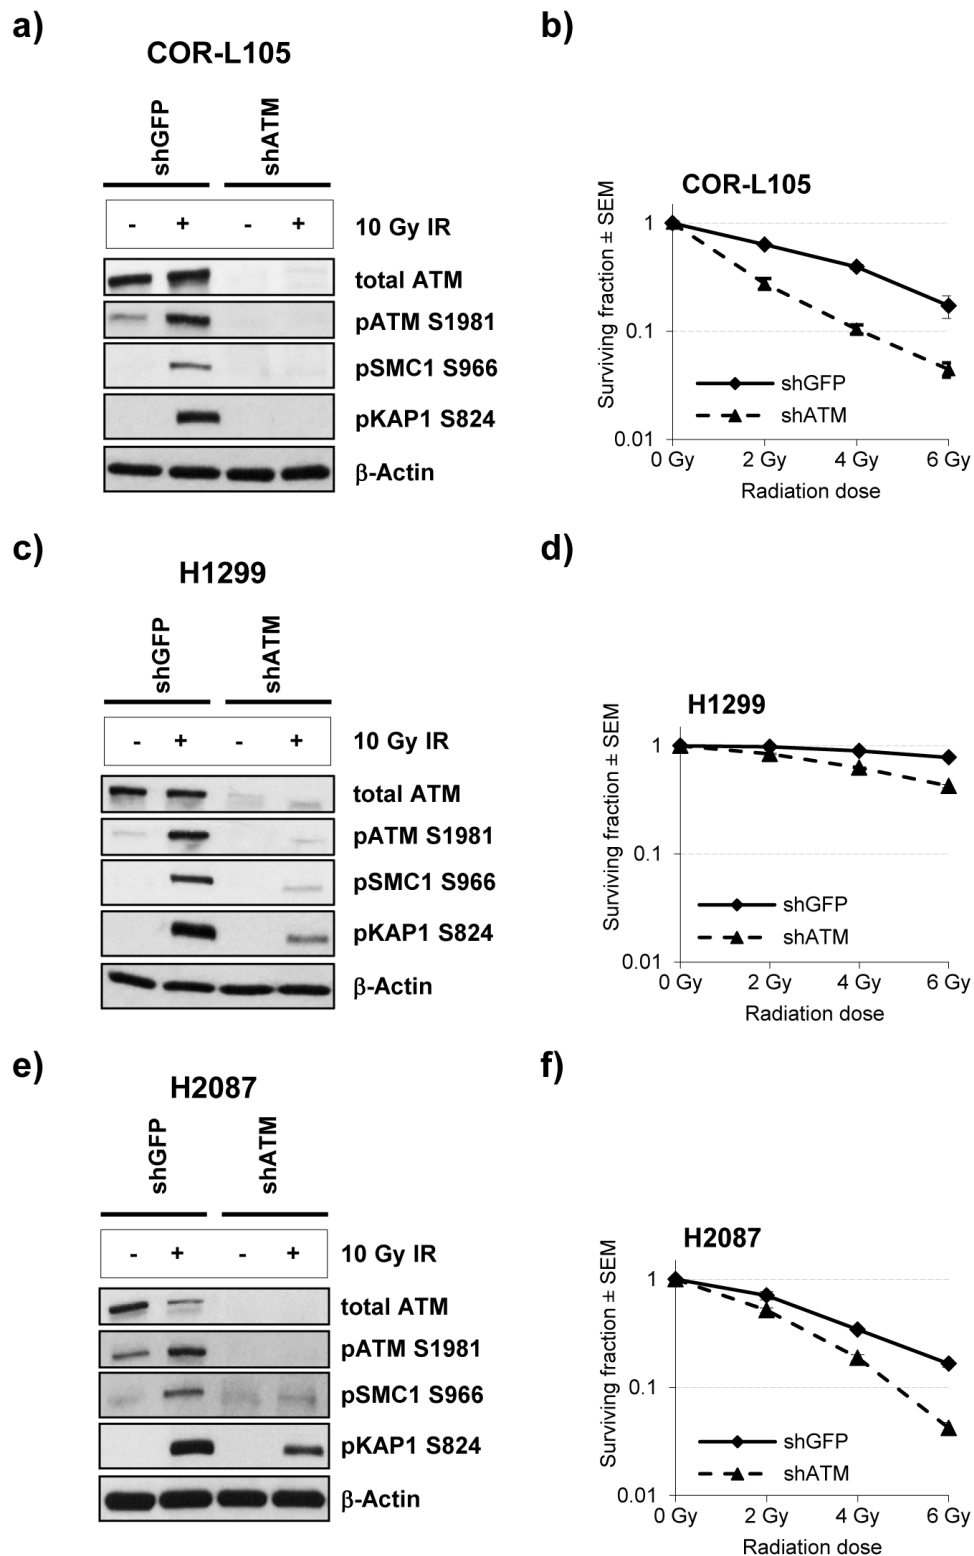 a)
COR-L105
shGFP
shATM
- + - +
10 Gy IR
total ATM
pATM S1981
pSMC1 S966
pKAP1 S824
β-Actin
b)
COR-L105
Surviving fraction ± SEM
1
0.1
0.01
shGFP
shATM
0 Gy 2 Gy 4 Gy 6 Gy
Radiation dose
c)
H1299
shGFP
shATM
- + - +
10 Gy IR
total ATM
pATM S1981
pSMC1 S966
pKAP1 S824
β-Actin
d)
H1299
Surviving fraction ± SEM
1
0.1
0.01
shGFP
shATM
0 Gy 2 Gy 4 Gy 6 Gy
Radiation dose
e)
H2087
shGFP
shATM
- + - +
10 Gy IR
total ATM
pATM S1981
pSMC1 S966
pKAP1 S824
β-Actin
f)
H2087
Surviving fraction ± SEM
1
0.1
0.01
shGFP
shATM
0 Gy 2 Gy 4 Gy 6 Gy
Radiation dose